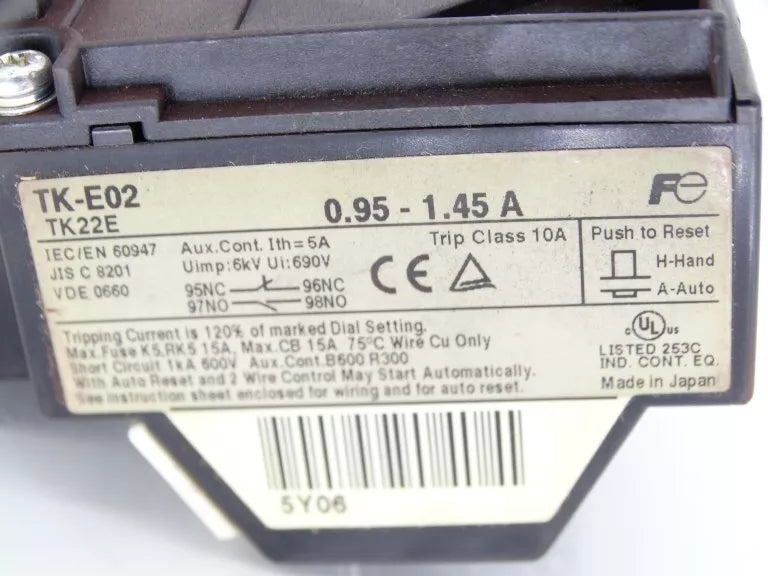 TK-E02
TK22E
0.95 - 1.45 A
Fe
IEC/EN 60947
JIS C 8201
VDE 0660
Aux.Cont. Ith=5A
Uimp:6kV Ui:690V
95NC 96NC
97NO 98NO
CE
Trip Class 10A
Push to Reset
H-Hand
A-Auto
Tripping Current is 120% of marked Dial Setting.
Max.Fuse K5,RK5 15A, Max.CB 15A 75°C Wire Cu Only
Short Circuit 1kA 600V Aux.Cont.B600 R300
With Auto Reset and 2 Wire Control May Start Automatically.
See instruction sheet enclosed for wiring and for auto reset.
c UL us
LISTED 253C
IND. CONT. EQ.
Made in Japan
5Y06